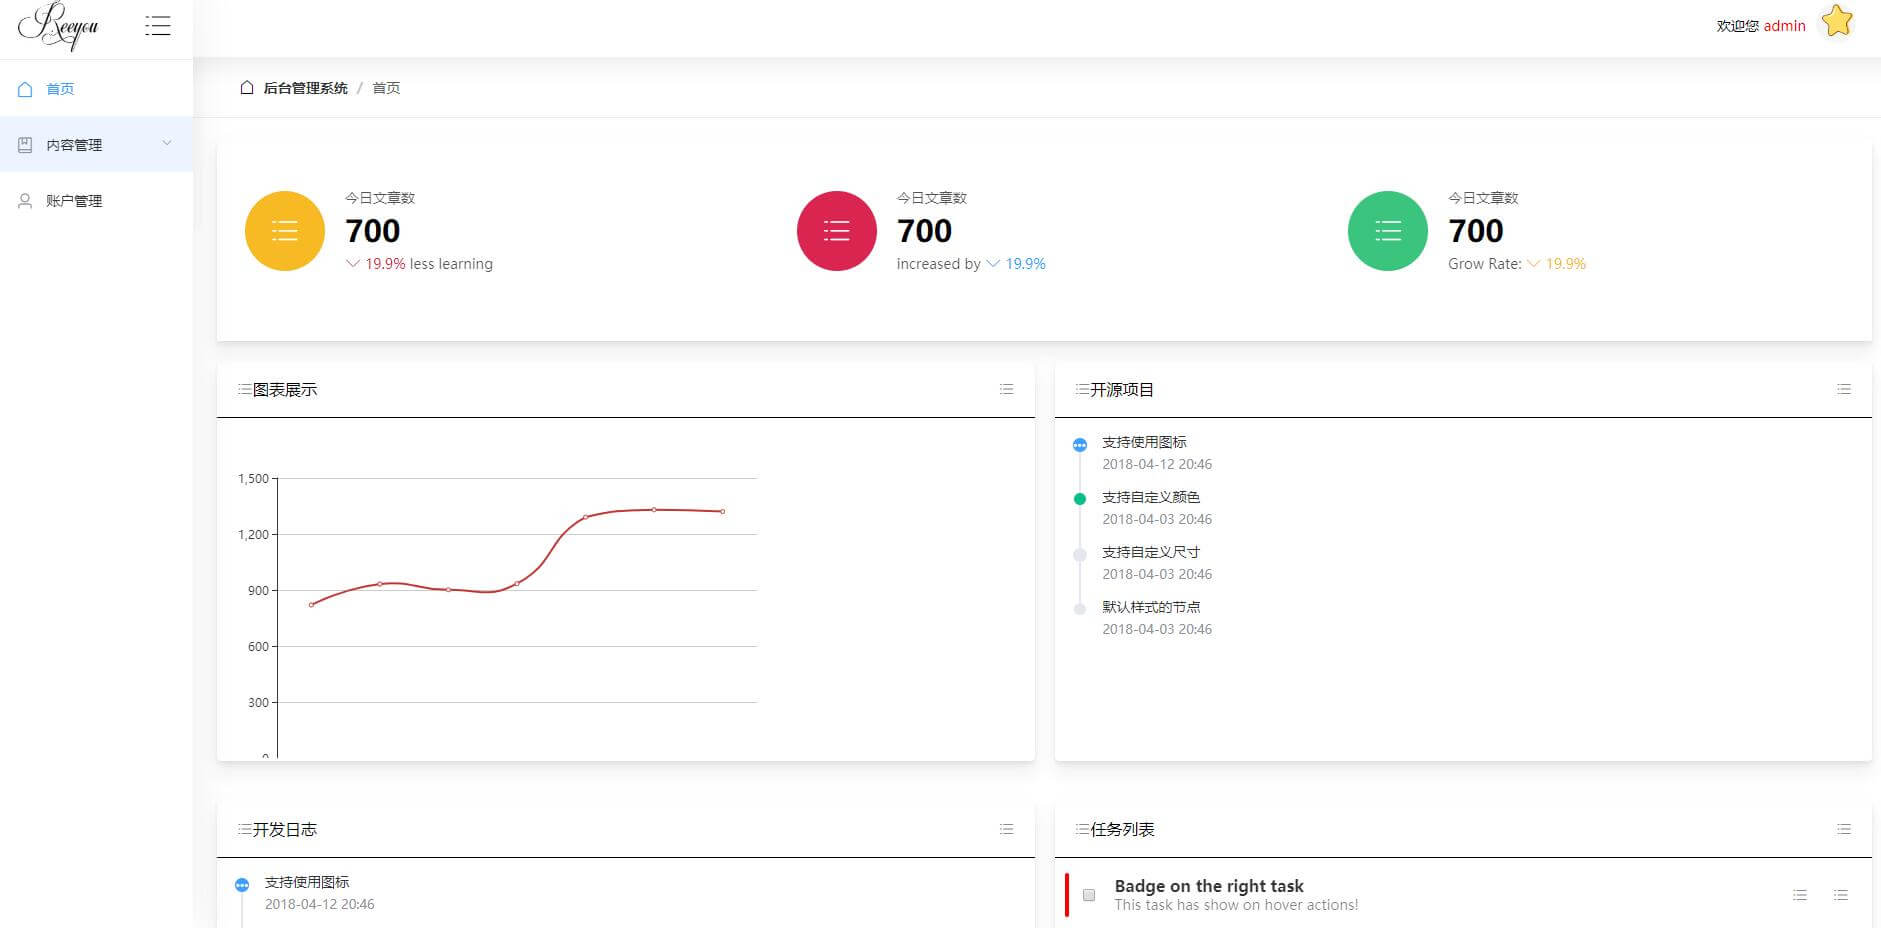 Beeyou
欢迎您 admin
首页
内容管理
账户管理
后台管理系统 / 首页
今日文章数
700
19.9% less learning
今日文章数
700
increased by 19.9%
今日文章数
700
Grow Rate: 19.9%
图表展示
1,500
1,200
900
600
300
0
开源项目
支持使用图标
2018-04-12 20:46
支持自定义颜色
2018-04-03 20:46
支持自定义尺寸
2018-04-03 20:46
默认样式的节点
2018-04-03 20:46
开发日志
支持使用图标
2018-04-12 20:46
任务列表
Badge on the right task
This task has show on hover actions!